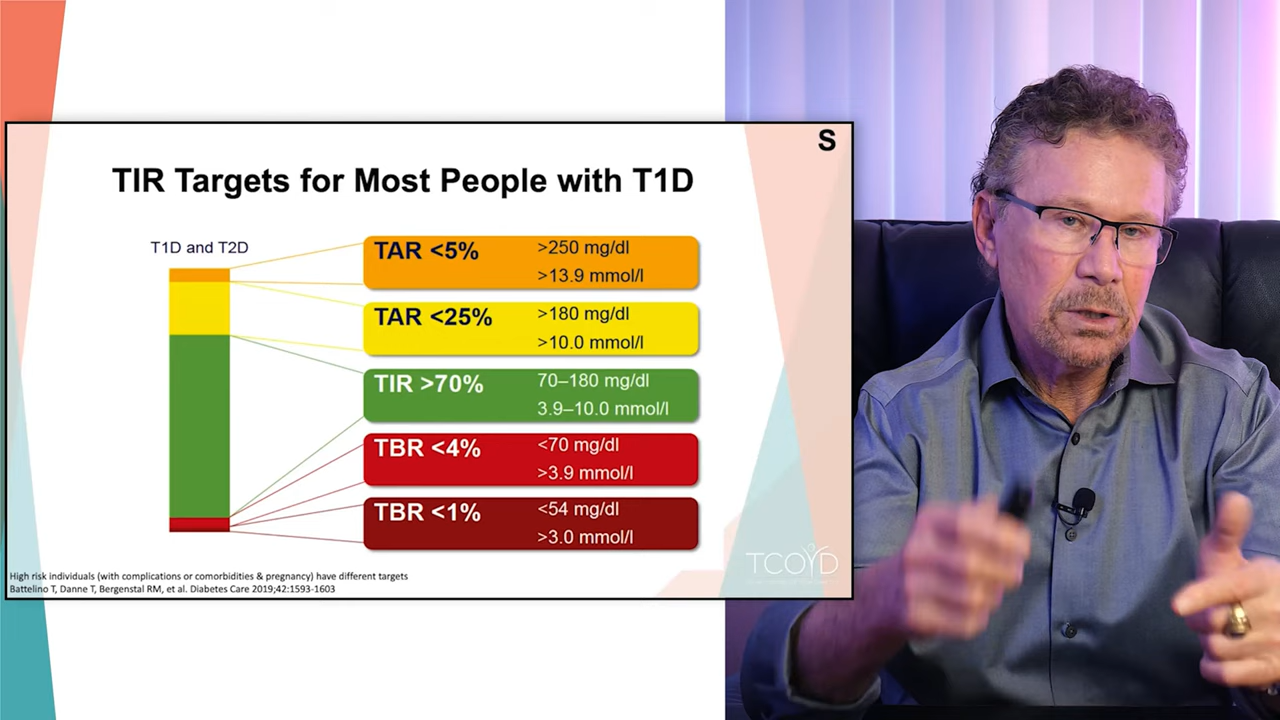 S
TIR Targets for Most People with T1D
T1D and T2D
TAR <5%
>250 mg/dl
>13.9 mmol/l
TAR <25%
>180 mg/dl
>10.0 mmol/l
TIR >70%
70–180 mg/dl
3.9–10.0 mmol/l
TBR <4%
<70 mg/dl
>3.9 mmol/l
TBR <1%
<54 mg/dl
>3.0 mmol/l
TCOYD
High risk individuals (with complications or comorbidities & pregnancy) have different targets
Battelino T, Danne T, Bergenstal RM, et al. Diabetes Care 2019;42:1593-1603